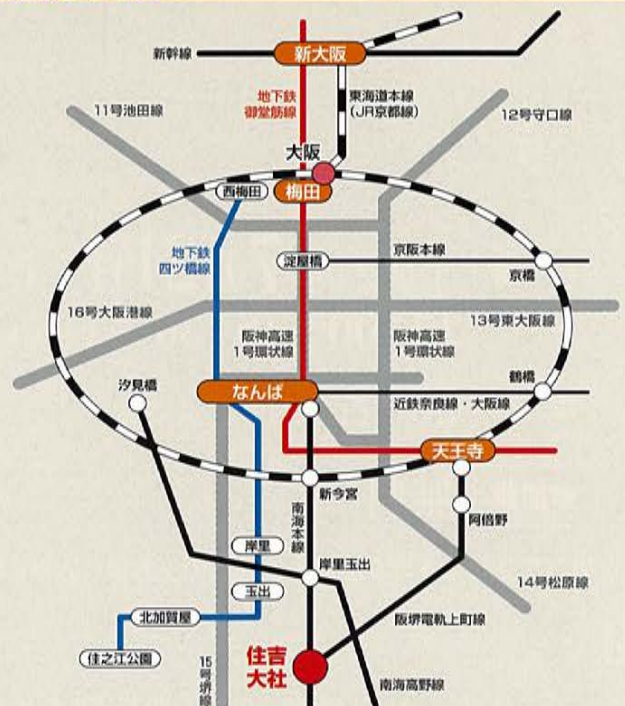 新幹線
新大阪
地下鉄
御堂筋線
東海道本線
(JR京都線)
11号池田線
12号守口線
大阪
西梅田
梅田
地下鉄
四ツ橋線
淀屋橋
京阪本線
京橋
16号大阪港線
13号東大阪線
阪神高速
1号環状線
阪神高速
1号環状線
汐見橋
なんば
鶴橋
近鉄奈良線・大阪線
天王寺
新今宮
阿倍野
南海本線
岸里
岸里玉出
玉出
14号松原線
北加賀屋
阪堺電軌上町線
住之江公園
15号堺線
住吉
大社
南海高野線